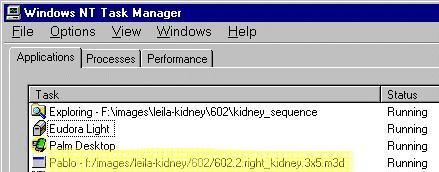 Windows NT Task Manager
File Options View Windows Help
Applications Processes Performance
Task Status
Exploring - F:\images\leila-kidney\602\kidney_sequence Running
Eudora Light Running
Palm Desktop Running
Pablo - f:/images/leila-kidney/602/602.2.right_kidney.3x5.m3d Running